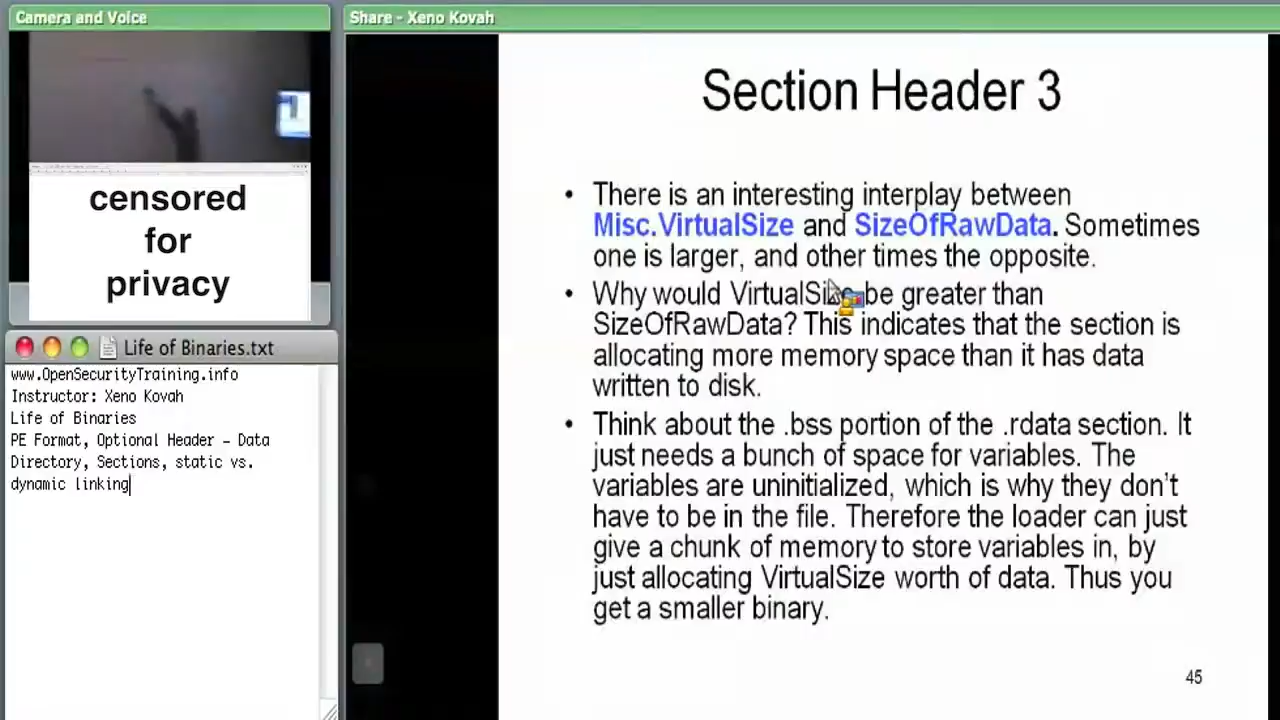 Camera and Voice
censored
for
privacy
Life of Binaries.txt
www.OpenSecurityTraining.info
Instructor: Xeno Kovah
Life of Binaries
PE Format, Optional Header – Data
Directory, Sections, static vs.
dynamic linking
Share - Xeno Kovah
Section Header 3
• There is an interesting interplay between
Misc.VirtualSize and SizeOfRawData. Sometimes
one is larger, and other times the opposite.
• Why would VirtualSize be greater than
SizeOfRawData? This indicates that the section is
allocating more memory space than it has data
written to disk.
• Think about the .bss portion of the .rdata section. It
just needs a bunch of space for variables. The
variables are uninitialized, which is why they don't
have to be in the file. Therefore the loader can just
give a chunk of memory to store variables in, by
just allocating VirtualSize worth of data. Thus you
get a smaller binary.
45